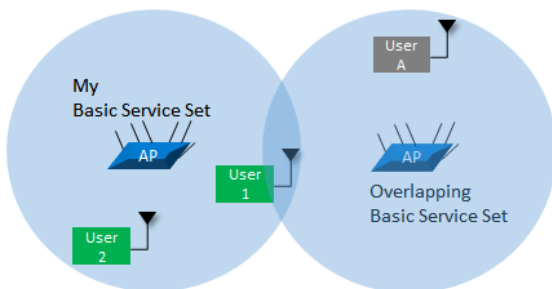 My
Basic Service Set
AP
User
1
User
2
User
A
AP
Overlapping
Basic Service Set